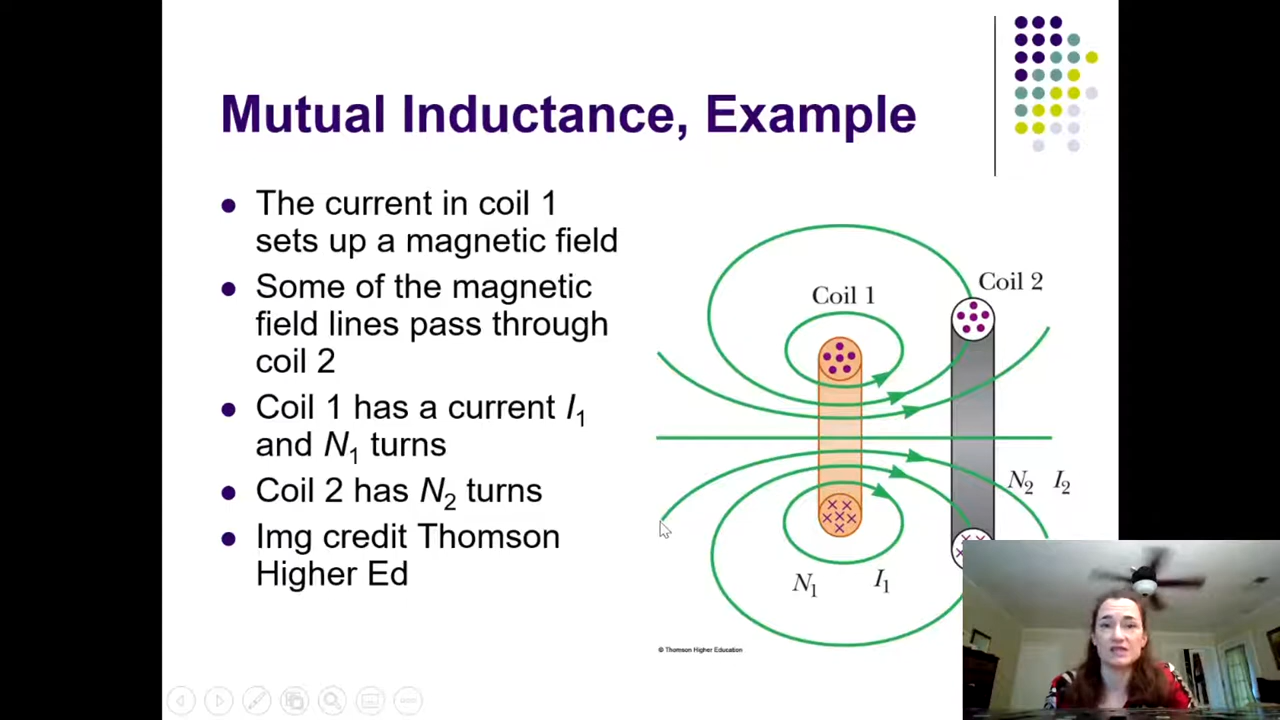 Mutual Inductance, Example
The current in coil 1
sets up a magnetic field
Some of the magnetic
field lines pass through
coil 2
Coil 1 has a current I₁
and N₁ turns
Coil 2 has N₂ turns
Img credit Thomson
Higher Ed
Coil 1
Coil 2
N₂ I₂
N₁ I₁
© Thomson Higher Education